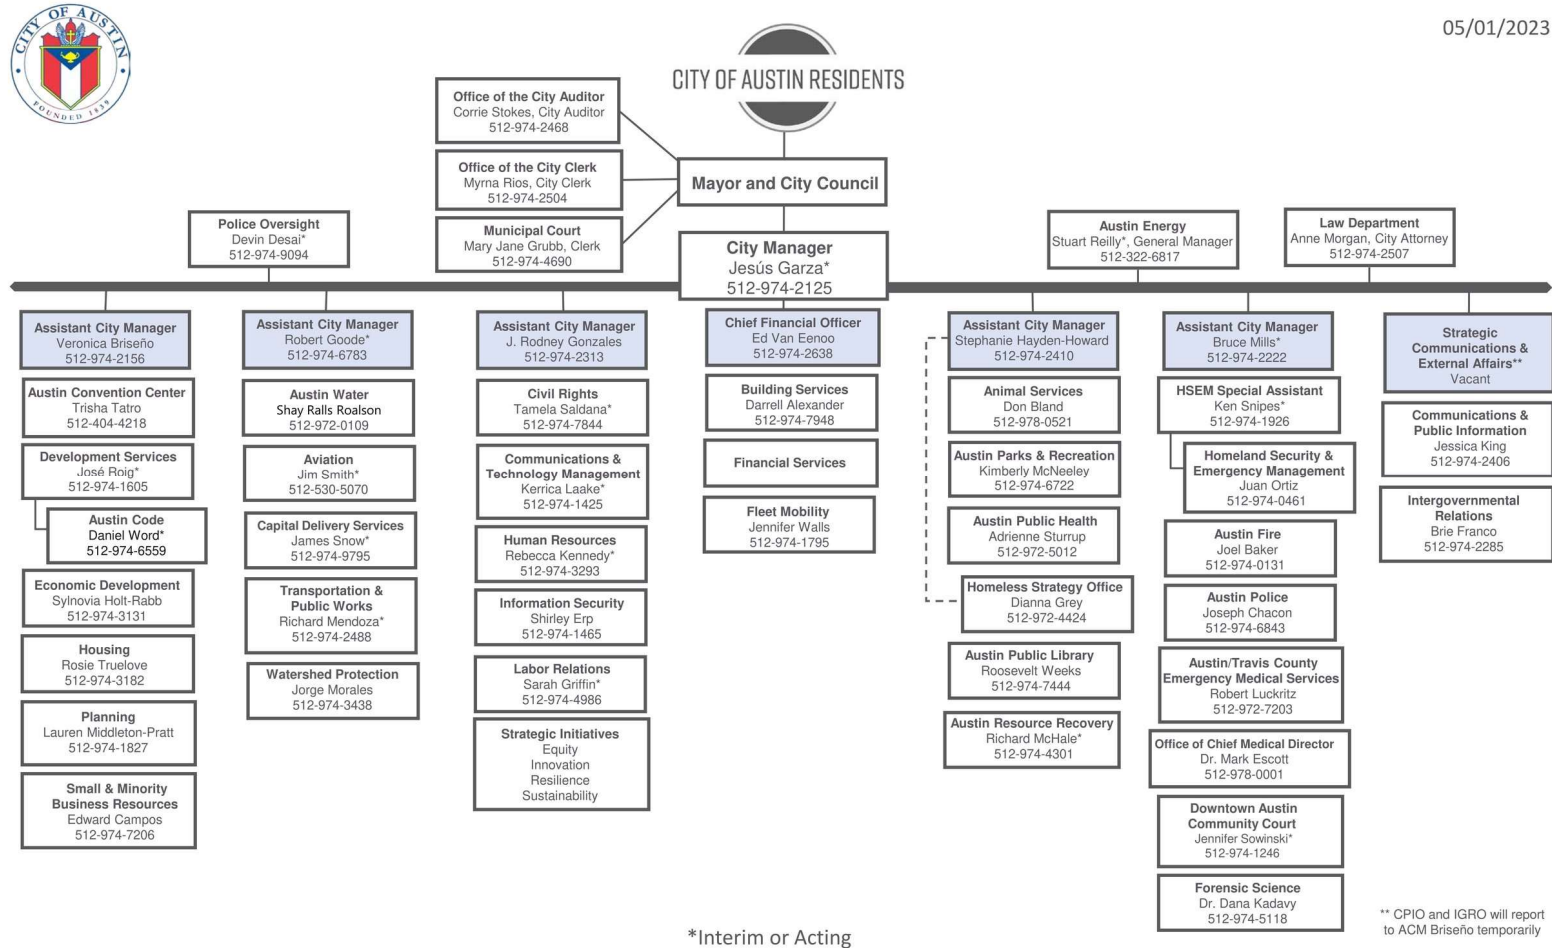 CITY OF AUSTIN
FOUNDED 1839
05/01/2023
CITY OF AUSTIN RESIDENTS
Office of the City Auditor
Corrie Stokes, City Auditor
512-974-2468
Office of the City Clerk
Myrna Rios, City Clerk
512-974-2504
Municipal Court
Mary Jane Grubb, Clerk
512-974-4690
Mayor and City Council
City Manager
Jesús Garza*
512-974-2125
Police Oversight
Devin Desai*
512-974-9094
Austin Energy
Stuart Reilly*, General Manager
512-322-6817
Law Department
Anne Morgan, City Attorney
512-974-2507
Assistant City Manager
Veronica Briseño
512-974-2156
Austin Convention Center
Trisha Tatro
512-404-4218
Development Services
José Roig*
512-974-1605
Austin Code
Daniel Word*
512-974-6559
Economic Development
Sylnovia Holt-Rabb
512-974-3131
Housing
Rosie Truelove
512-974-3182
Planning
Lauren Middleton-Pratt
512-974-1827
Small & Minority
Business Resources
Edward Campos
512-974-7206
Assistant City Manager
Robert Goode*
512-974-6783
Austin Water
Shay Ralls Roalson
512-972-0109
Aviation
Jim Smith*
512-530-5070
Capital Delivery Services
James Snow*
512-974-9795
Transportation &
Public Works
Richard Mendoza*
512-974-2488
Watershed Protection
Jorge Morales
512-974-3438
Assistant City Manager
J. Rodney Gonzales
512-974-2313
Civil Rights
Tamela Saldana*
512-974-7844
Communications &
Technology Management
Kerrica Laake*
512-974-1425
Human Resources
Rebecca Kennedy*
512-974-3293
Information Security
Shirley Erp
512-974-1465
Labor Relations
Sarah Griffin*
512-974-4986
Strategic Initiatives
Equity
Innovation
Resilience
Sustainability
Chief Financial Officer
Ed Van Eenoo
512-974-2638
Building Services
Darrell Alexander
512-974-7948
Financial Services
Fleet Mobility
Jennifer Walls
512-974-1795
Assistant City Manager
Stephanie Hayden-Howard
512-974-2410
Animal Services
Don Bland
512-978-0521
Austin Parks & Recreation
Kimberly McNeeley
512-974-6722
Austin Public Health
Adrienne Sturrup
512-972-5012
Homeless Strategy Office
Dianna Grey
512-972-4424
Austin Public Library
Roosevelt Weeks
512-974-7444
Austin Resource Recovery
Richard McHale*
512-974-4301
Assistant City Manager
Bruce Mills*
512-974-2222
HSEM Special Assistant
Ken Snipes*
512-974-1926
Homeland Security &
Emergency Management
Juan Ortiz
512-974-0461
Austin Fire
Joel Baker
512-974-0131
Austin Police
Joseph Chacon
512-974-6843
Austin/Travis County
Emergency Medical Services
Robert Luckritz
512-972-7203
Office of Chief Medical Director
Dr. Mark Escott
512-978-0001
Downtown Austin
Community Court
Jennifer Sowinski*
512-974-1246
Forensic Science
Dr. Dana Kadavy
512-974-5118
Strategic
Communications &
External Affairs**
Vacant
Communications &
Public Information
Jessica King
512-974-2406
Intergovernmental
Relations
Brie Franco
512-974-2285
*Interim or Acting
** CPIO and IGRO will report
to ACM Briseño temporarily